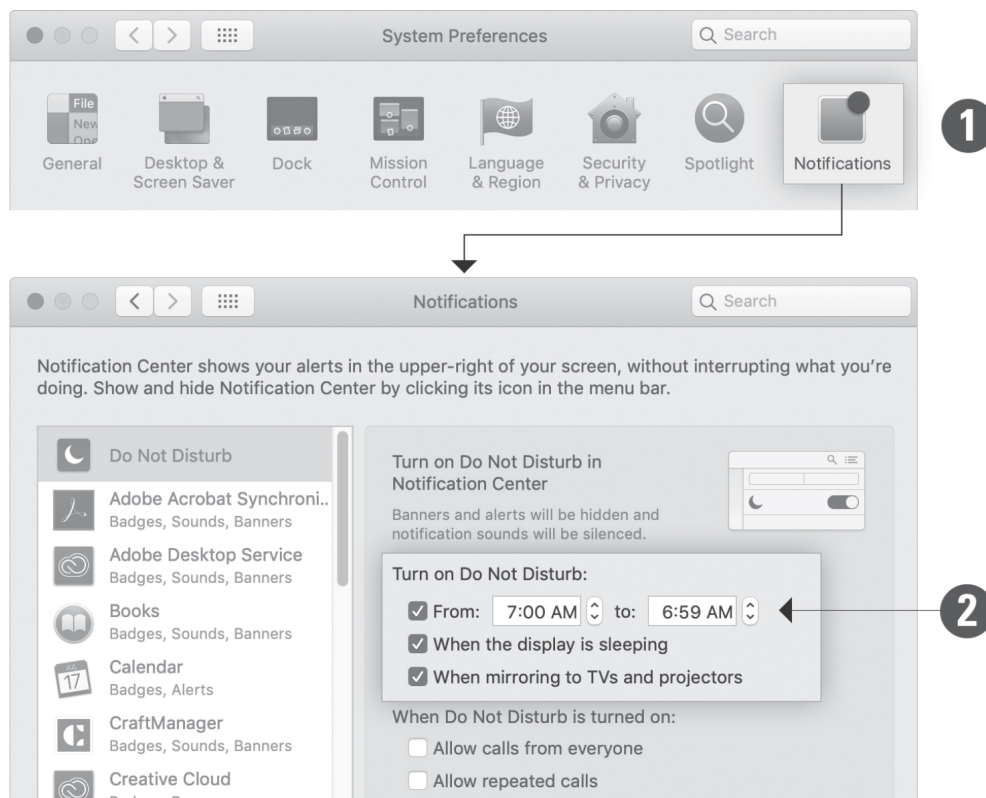 System Preferences
Search
File
New
One
General
Desktop &
Screen Saver
Dock
Mission
Control
Language
& Region
Security
& Privacy
Spotlight
Notifications
1
Notifications
Search
Notification Center shows your alerts in the upper-right of your screen, without interrupting what you're
doing. Show and hide Notification Center by clicking its icon in the menu bar.
Do Not Disturb
Adobe Acrobat Synchroni..
Badges, Sounds, Banners
Adobe Desktop Service
Badges, Sounds, Banners
Books
Badges, Sounds, Banners
JUL
17
Calendar
Badges, Alerts
CraftManager
Badges, Sounds, Banners
Creative Cloud
Turn on Do Not Disturb in
Notification Center
Banners and alerts will be hidden and
notification sounds will be silenced.
Turn on Do Not Disturb:
From: 7:00 AM to: 6:59 AM
When the display is sleeping
When mirroring to TVs and projectors
2
When Do Not Disturb is turned on:
Allow calls from everyone
Allow repeated calls